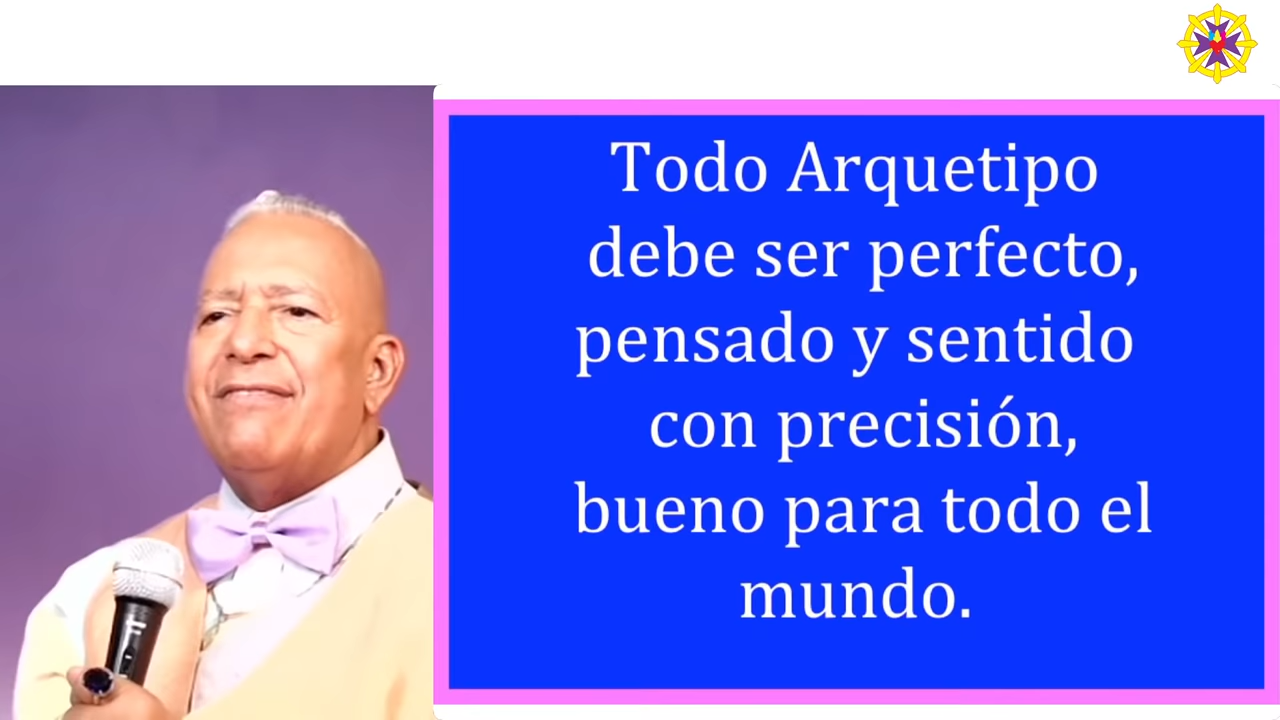 Todo Arquetipo
debe ser perfecto,
pensado y sentido
con precisión,
bueno para todo el
mundo.